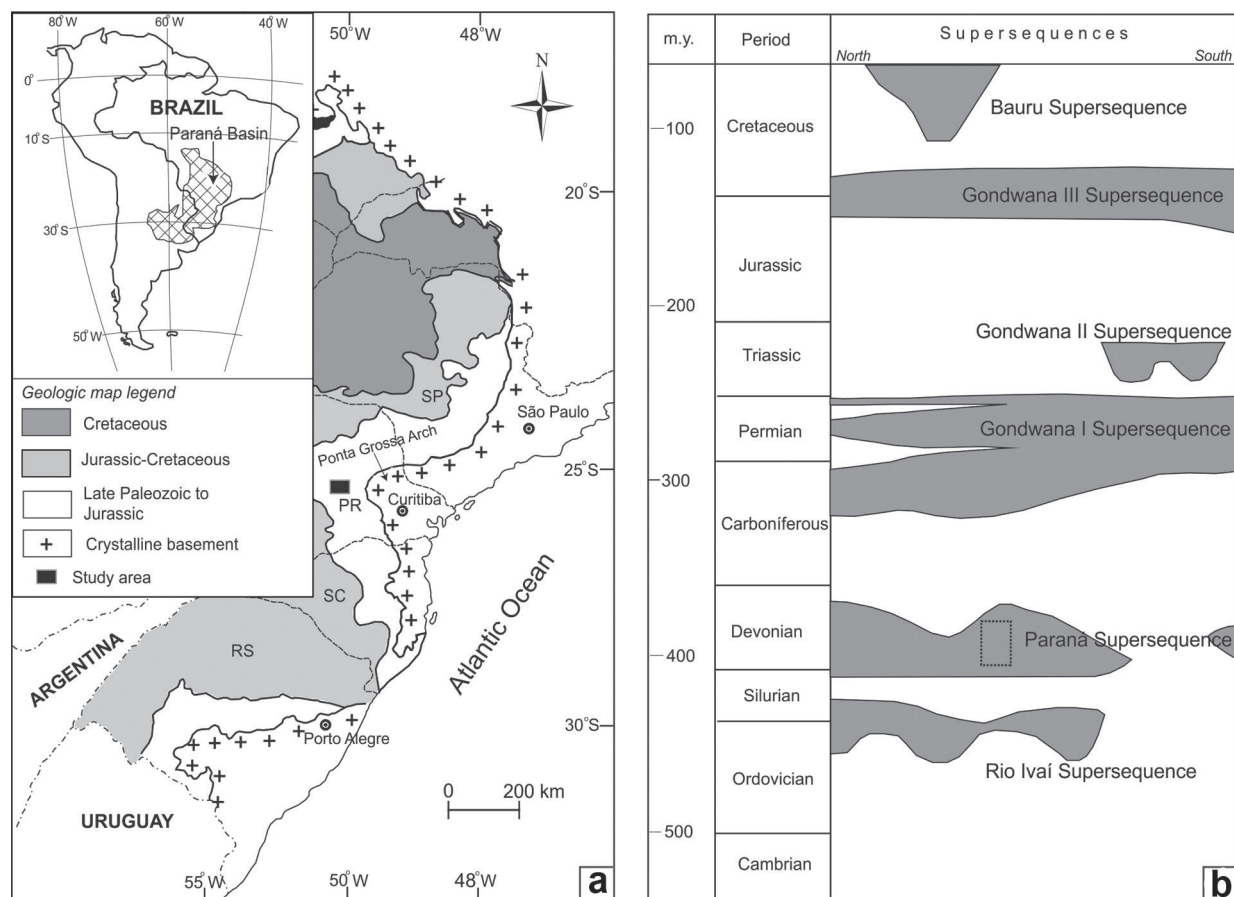 80°W
60°W
40°W
0°
10°S
30°S
50°W
BRAZIL
Paraná Basin
Geologic map legend
Cretaceous
Jurassic-Cretaceous
Late Paleozoic to
Jurassic
Crystalline basement
Study area
50°W
48°W
N
20°S
25°S
30°S
SP
São Paulo
Ponta Grossa Arch
PR
Curitiba
SC
RS
ARGENTINA
Atlantic Ocean
Porto Alegre
URUGUAY
0 200 km
55°W
50°W
48°W
a
m.y.
Period
Supersequences
North
South
100
200
300
400
500
Cretaceous
Jurassic
Triassic
Permian
Carboníferous
Devonian
Silurian
Ordovician
Cambrian
Bauru Supersequence
Gondwana III Supersequence
Gondwana II Supersequence
Gondwana I Supersequence
Paraná Supersequence
Rio Ivaí Supersequence
b